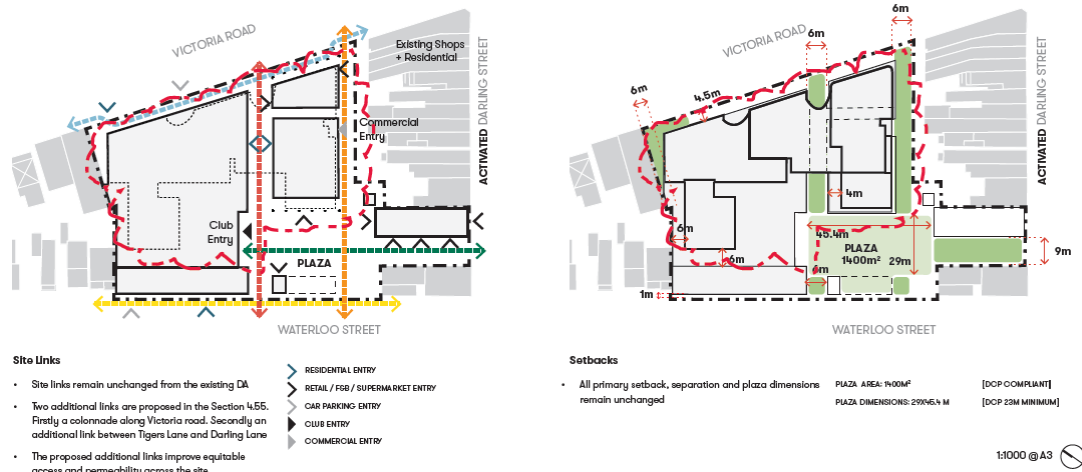 VICTORIA ROAD
Existing Shops
+ Residential
Commercial
Entry
ACTIVATED DARLING STREET
Club
Entry
PLAZA
WATERLOO STREET
Site Links
• Site links remain unchanged from the existing DA
• Two additional links are proposed in the Section 4.55.
Firstly a colonnade along Victoria road. Secondly an
additional link between Tigers Lane and Darling Lane
• The proposed additional links improve equitable
access and permeability across the site
RESIDENTIAL ENTRY
RETAIL / F&B / SUPERMARKET ENTRY
CAR PARKING ENTRY
CLUB ENTRY
COMMERCIAL ENTRY
6m
6m
VICTORIA ROAD
6m
4.5m
ACTIVATED DARLING STREET
4m
6m
45.4m
PLAZA
1400m²
29m
9m
6m
6m
1m
WATERLOO STREET
Setbacks
• All primary setback, separation and plaza dimensions
remain unchanged
PLAZA AREA: 1400M² [DCP COMPLIANT]
PLAZA DIMENSIONS: 29X45.4 M [DCP 23M MINIMUM]
1:1000 @ A3